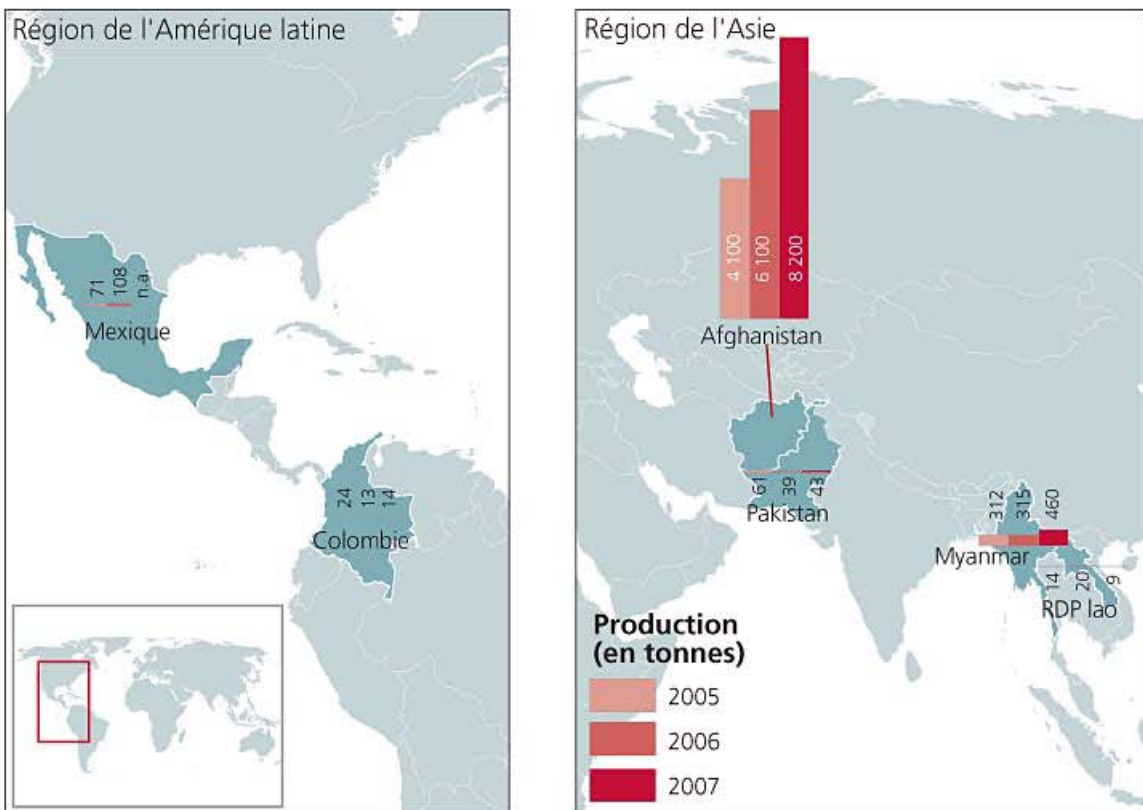 Région de l'Amérique latine
71
108
n.a.
Mexique
24
13
14
Colombie
Région de l'Asie
4 100
6 100
8 200
Afghanistan
61
39
43
Pakistan
312
315
460
Myanmar
14
20
9
RDP lao
Production
(en tonnes)
2005
2006
2007